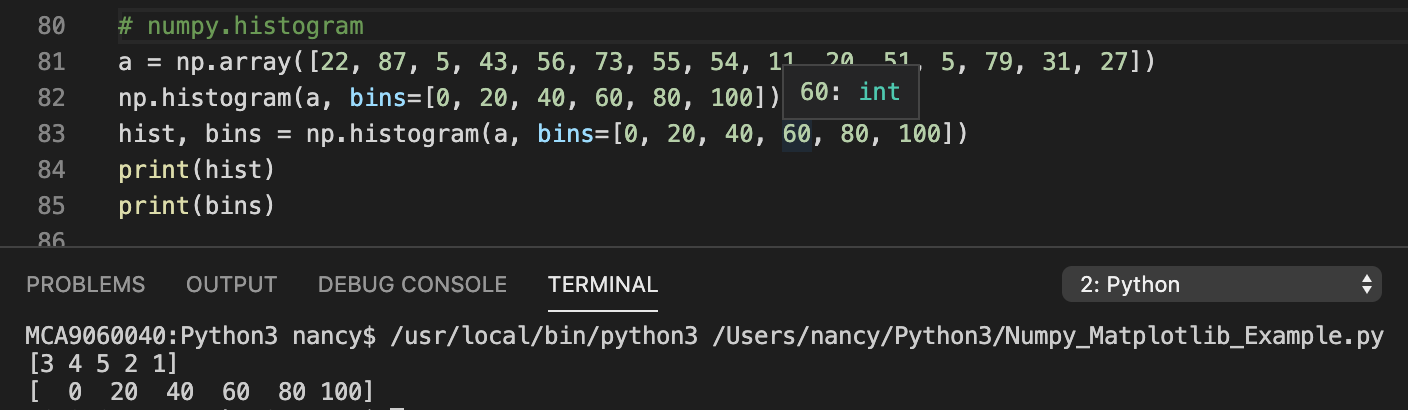 80 # numpy.histogram
81 a = np.array([22, 87, 5, 43, 56, 73, 55, 54, 11, 20, 51, 5, 79, 31, 27])
82 np.histogram(a, bins=[0, 20, 40, 60, 80, 100])
60: int
83 hist, bins = np.histogram(a, bins=[0, 20, 40, 60, 80, 100])
84 print(hist)
85 print(bins)
86
PROBLEMS OUTPUT DEBUG CONSOLE TERMINAL 2: Python
MCA9060040:Python3 nancy$ /usr/local/bin/python3 /Users/nancy/Python3/Numpy_Matplotlib_Example.py
[3 4 5 2 1]
[  0  20  40  60  80 100]